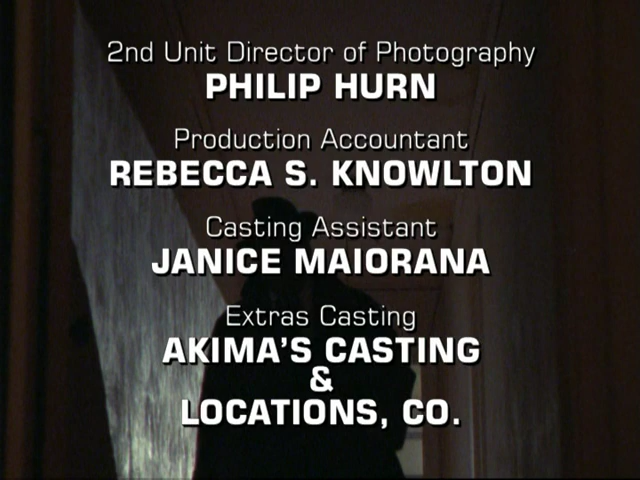 2nd Unit Director of Photography
PHILIP HURN
Production Accountant
REBECCA S. KNOWLTON
Casting Assistant
JANICE MAIORANA
Extras Casting
AKIMA'S CASTING
&
LOCATIONS, CO.